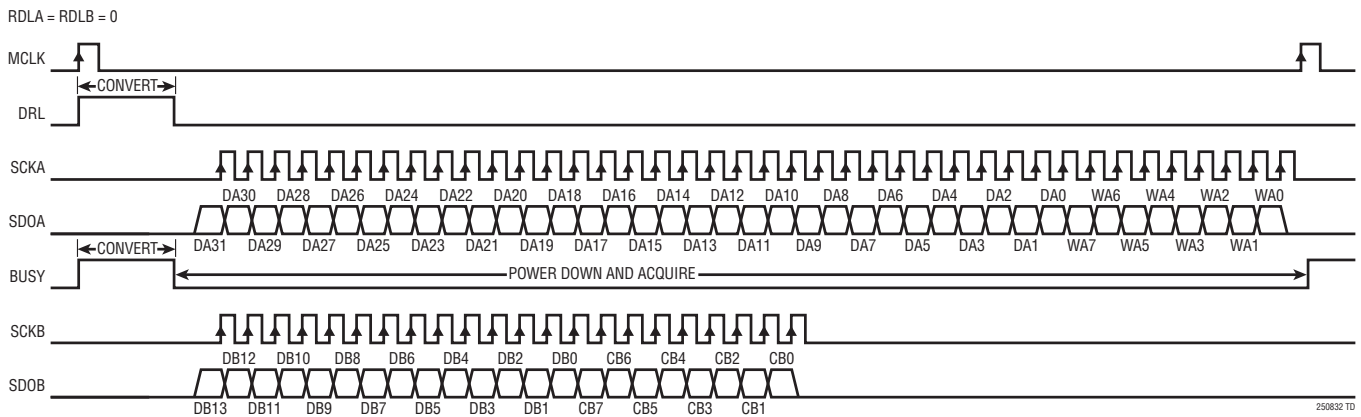 RDLA = RDLB = 0
MCLK
CONVERT
DRL
SCKA
DA30 DA28 DA26 DA24 DA22 DA20 DA18 DA16 DA14 DA12 DA10 DA8 DA6 DA4 DA2 DA0 WA6 WA4 WA2 WA0
SDOA
DA31 DA29 DA27 DA25 DA23 DA21 DA19 DA17 DA15 DA13 DA11 DA9 DA7 DA5 DA3 DA1 WA7 WA5 WA3 WA1
CONVERT
BUSY
POWER DOWN AND ACQUIRE
SCKB
DB12 DB10 DB8 DB6 DB4 DB2 DB0 CB6 CB4 CB2 CB0
SDOB
DB13 DB11 DB9 DB7 DB5 DB3 DB1 CB7 CB5 CB3 CB1
250832 TD